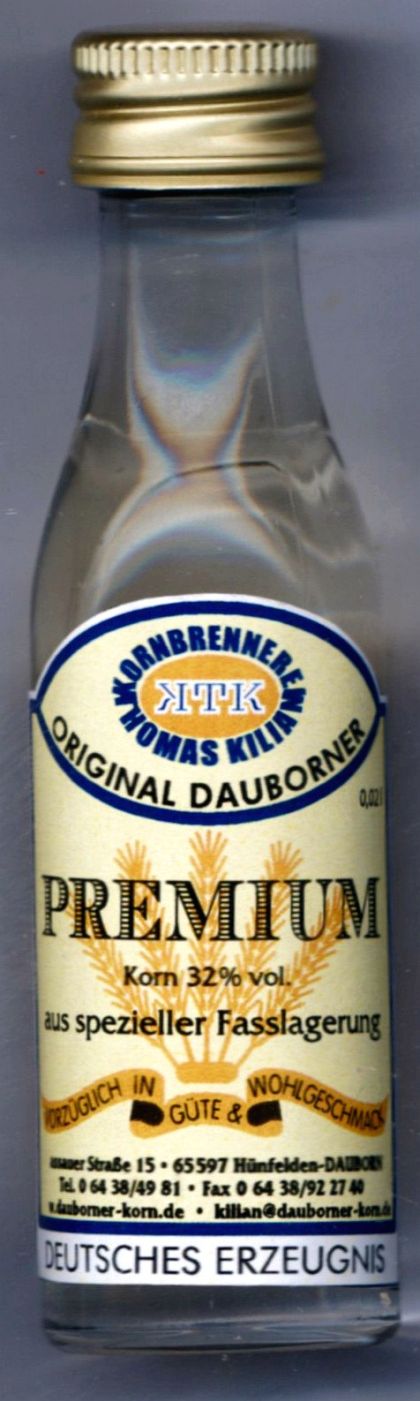 KORNBRENNEREI
KTK
THOMAS KILIAN
ORIGINAL DAUBORNER
0,02 l
PREMIUM
Korn 32% vol.
aus spezieller Fasslagerung
VORZÜGLICH IN GÜTE & WOHLGESCHMACK
Straße 15 • 65597 Hünfelden-DAUBORN
Tel. 0 64 38/49 81 • Fax 0 64 38/92 27 40
w.dauborner-korn.de • kilian@dauborner-korn.de
DEUTSCHES ERZEUGNIS